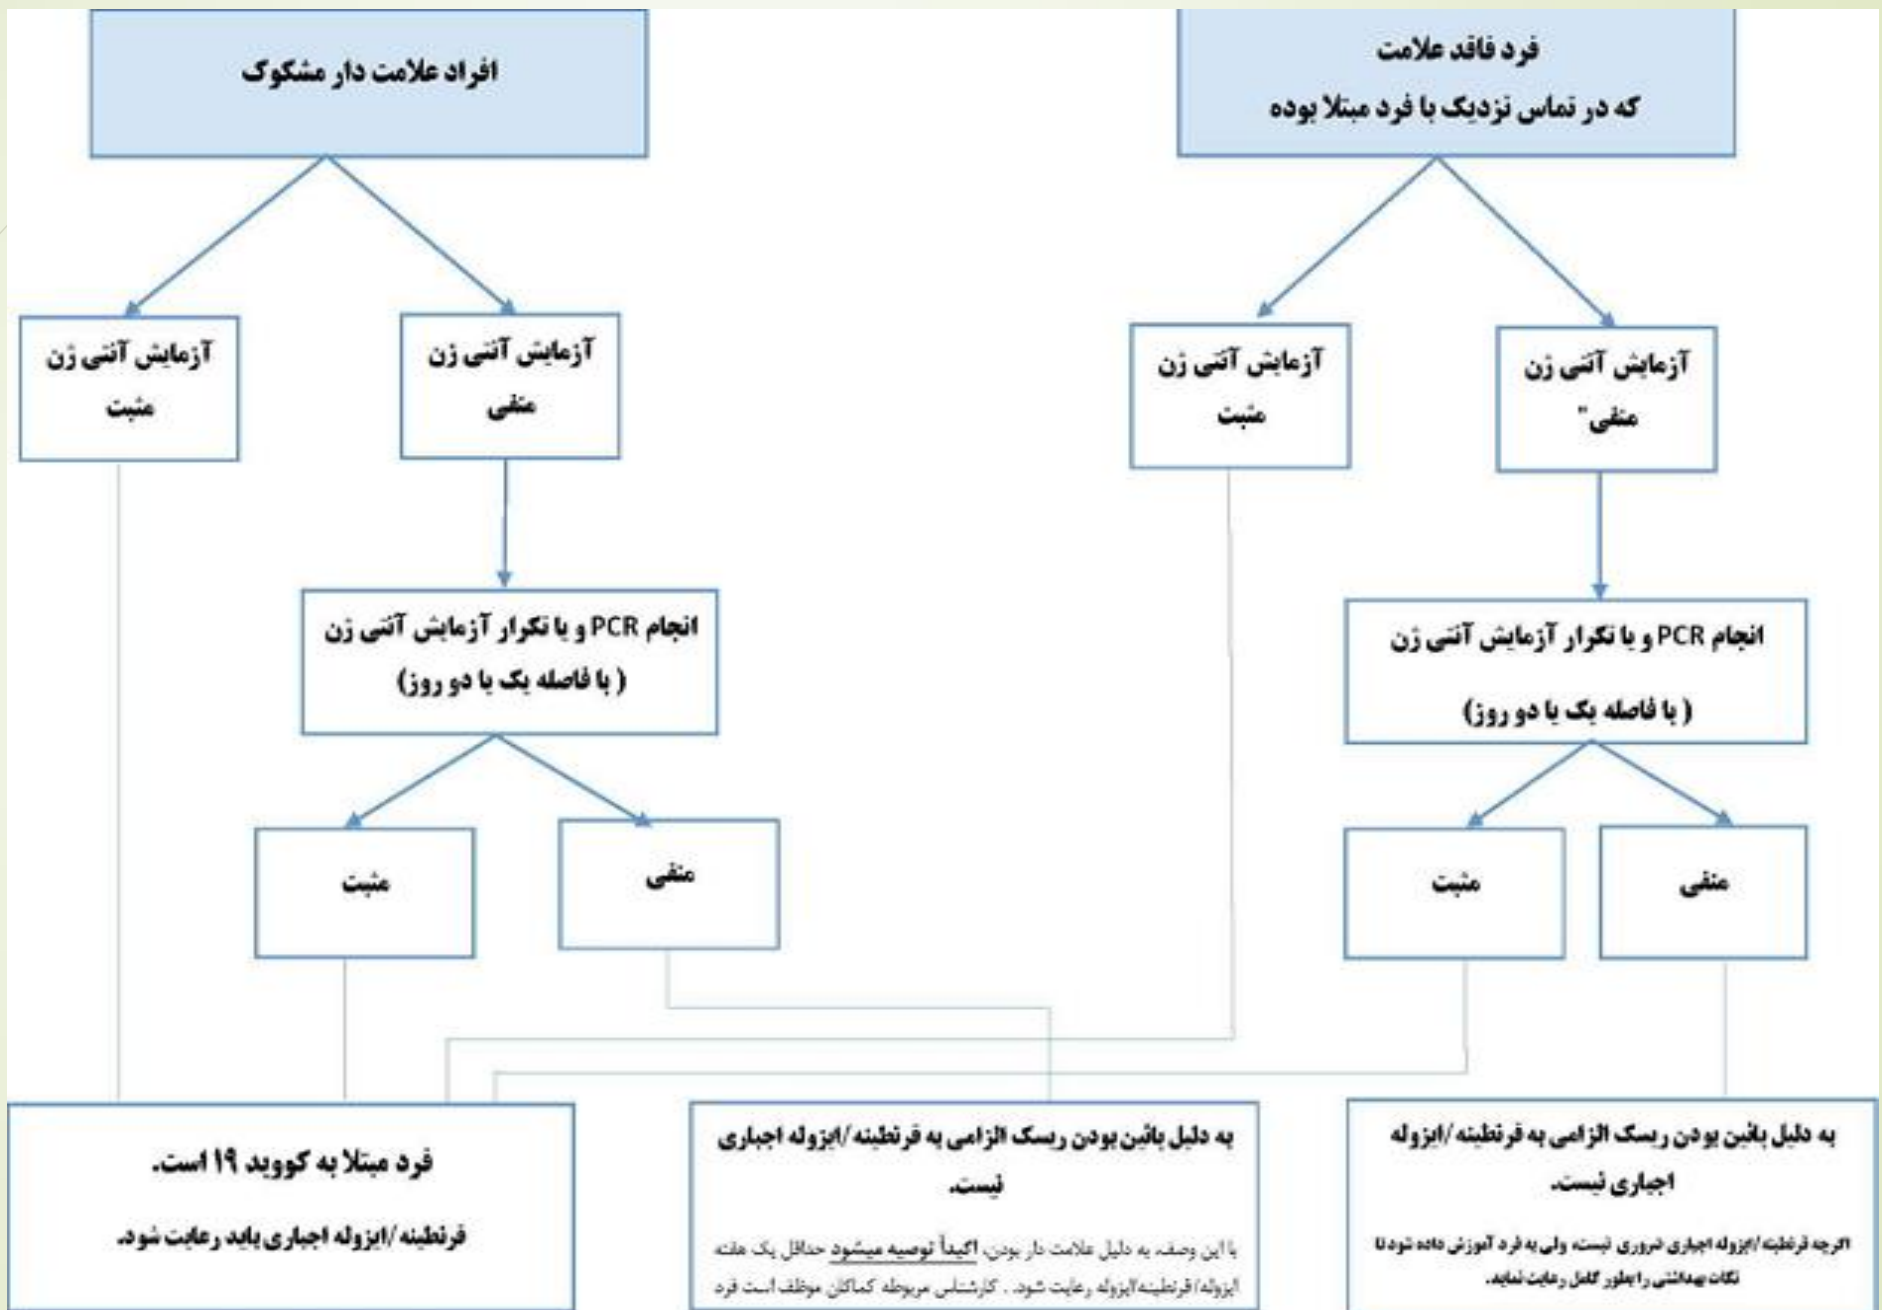 فرد فاقد علامت
که در تماس نزدیک با فرد مبتلا بوده
افراد علامت دار مشکوک
آزمایش آنتی ژن
منفی"
آزمایش آنتی ژن
مثبت
آزمایش آنتی ژن
منفی
آزمایش آنتی ژن
مثبت
انجام PCR و یا تکرار آزمایش آنتی ژن
( با فاصله یک یا دو روز)
انجام PCR و یا تکرار آزمایش آنتی ژن
( با فاصله یک یا دو روز)
منفی
مثبت
منفی
مثبت
به دلیل پائین بودن ریسک الزامی به قرنطینه/ایزوله
اجباری نیست.
اگرچه قرنطینه/ایزوله اجباری ضروری نیست، ولی به فرد آموزش داده شود تا
نکات بهداشتی را بطور کامل رعایت نماید.
به دلیل پائین بودن ریسک الزامی به قرنطینه/ایزوله اجباری
نیست.
با این وصف، به دلیل علامت دار بودن، اکیداً توصیه میشود حداقل یک هفته
ایزوله/قرنطینه/ایزوله رعایت شود. . کارشناس مربوطه کماکان موظف است فرد
فرد مبتلا به کووید ۱۹ است.
قرنطینه/ایزوله اجباری باید رعایت شود.